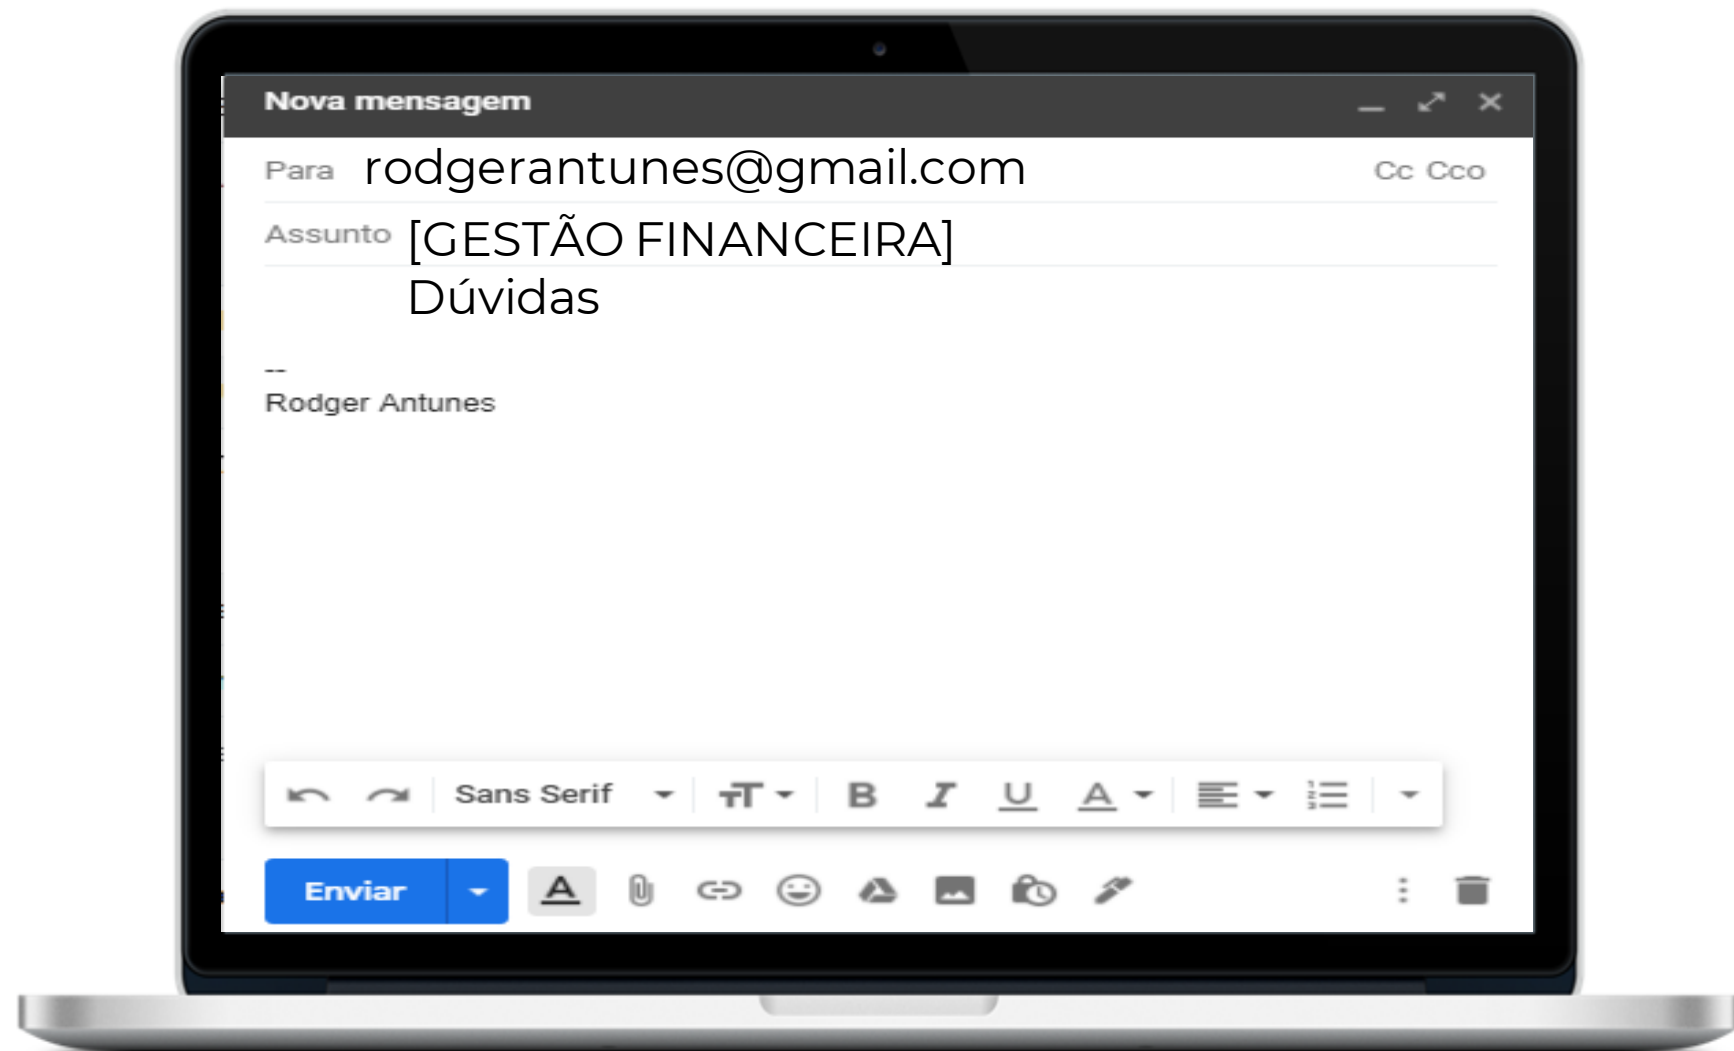 Nova mensagem
Para rodgerantunes@gmail.com Cc Cco
Assunto [GESTÃO FINANCEIRA]
Dúvidas
--
Rodger Antunes
Sans Serif
Enviar